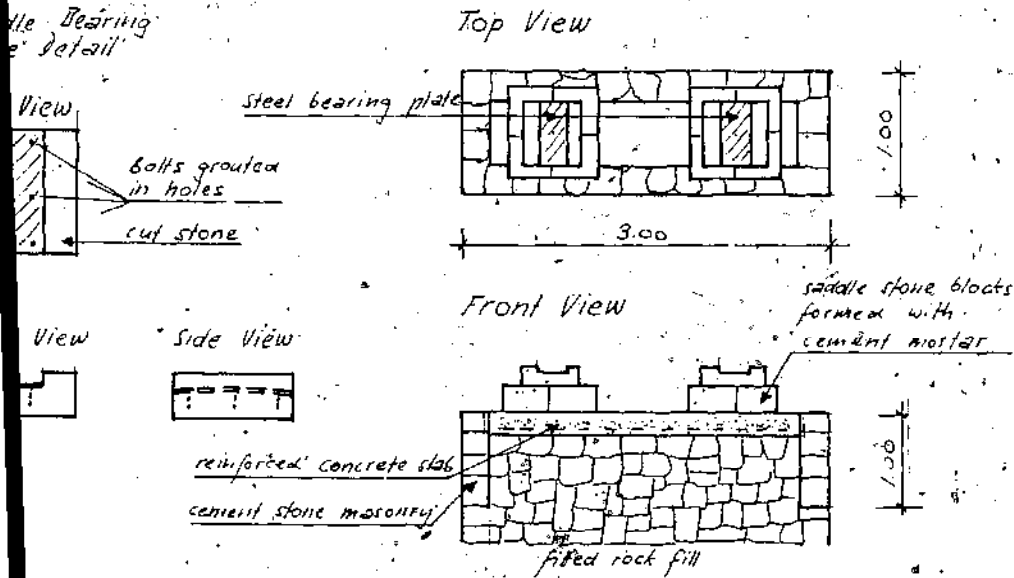 Bearing
Detail
View
bolts grouted
in holes
cut stone
View
Side View
Top View
steel bearing plate
1.00
3.00
Front View
saddle stone blocks
formed with
cement mortar
1.00
reinforced concrete slab
cement stone masonry
fitted rock fill